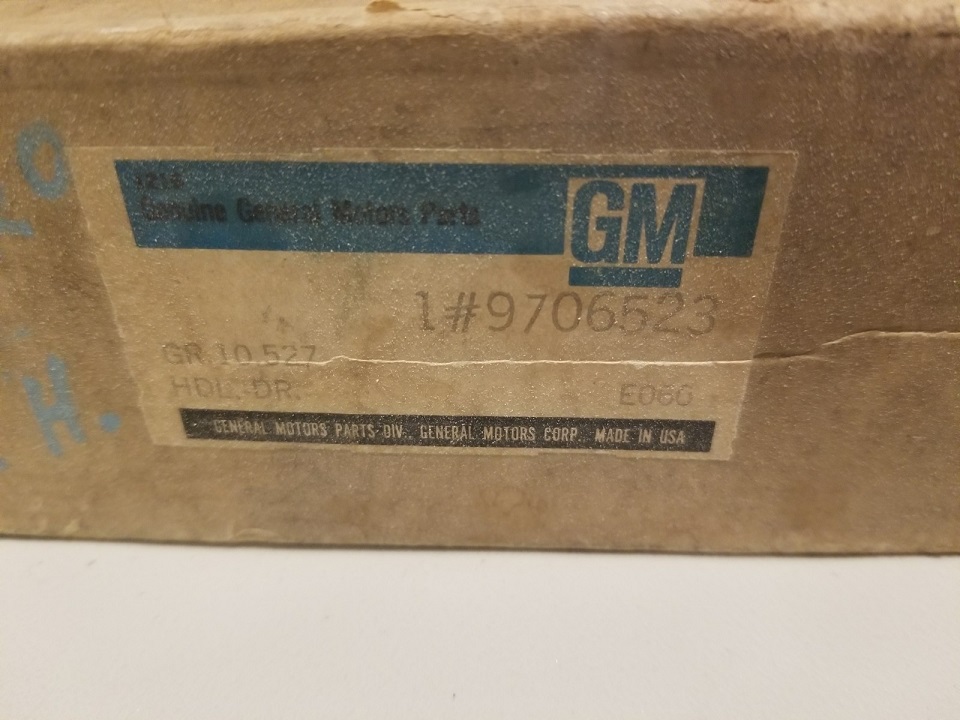 Genuine General Motors Parts
GM
1#9706523
GR.10.527
HDL. DR.
E060
GENERAL MOTORS PARTS DIV., GENERAL MOTORS CORP., MADE IN USA
O
H.